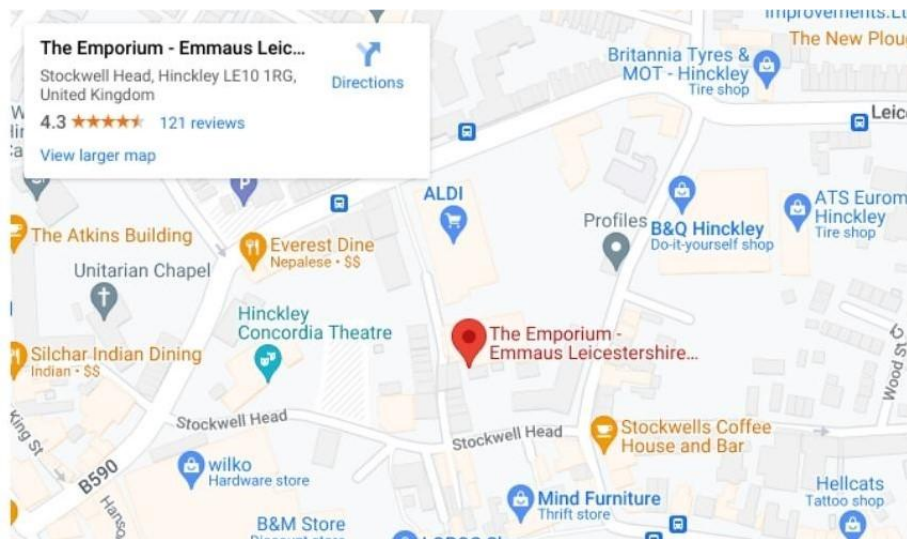 The Emporium - Emmaus Leic...
Stockwell Head, Hinckley LE10 1RG,
United Kingdom
4.3
121 reviews
View larger map
Directions
The New Plou
Britannia Tyres &
MOT - Hinckley
Tire shop
Leic
P
ALDI
Profiles
B&Q Hinckley
Do-it-yourself shop
ATS Eurom
Hinckley
Tire shop
The Atkins Building
Everest Dine
Nepalese • $$
Unitarian Chapel
Hinckley
Concordia Theatre
The Emporium -
Emmaus Leicestershire...
Silchar Indian Dining
Indian • $$
Wood St
Stockwell Head
Stockwell Head
Stockwells Coffee
House and Bar
King St
B590
wilko
Hardware store
Mind Furniture
Thrift store
Hellcats
Tattoo shop
B&M Store